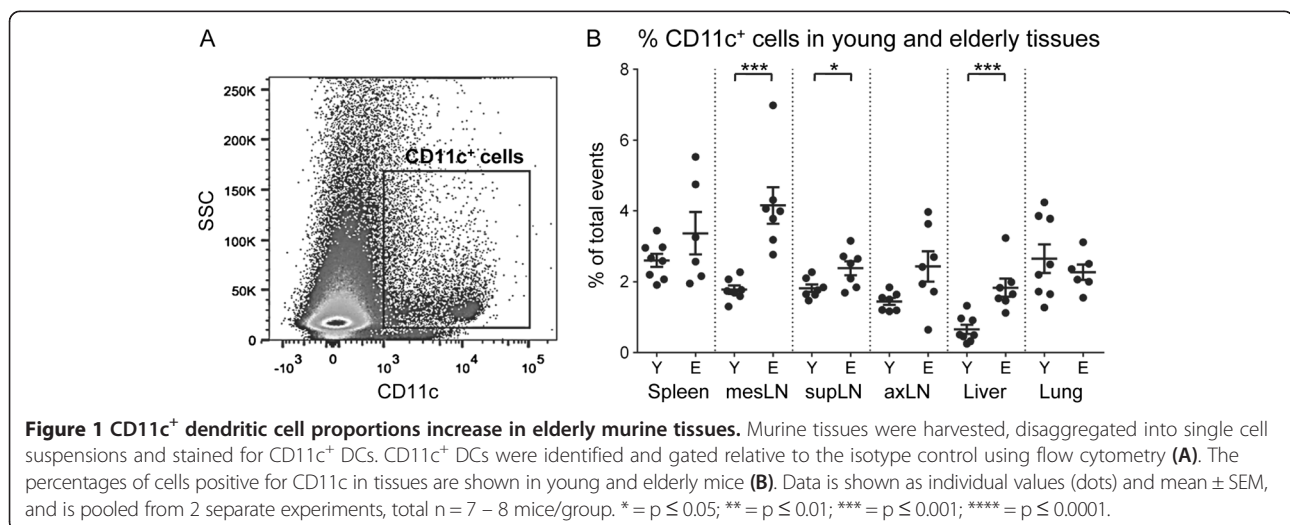 A
250K
200K
150K
100K
50K
0
SSC
CD11c⁺ cells
-10³ 0 10³ 10⁴ 10⁵
CD11c
B % CD11c⁺ cells in young and elderly tissues
8
6
4
2
0
% of total events
*** * ***
Y E Y E Y E Y E Y E Y E
Spleen mesLN supLN axLN Liver Lung
Figure 1 CD11c⁺ dendritic cell proportions increase in elderly murine tissues. Murine tissues were harvested, disaggregated into single cell
suspensions and stained for CD11c⁺ DCs. CD11c⁺ DCs were identified and gated relative to the isotype control using flow cytometry (A). The
percentages of cells positive for CD11c in tissues are shown in young and elderly mice (B). Data is shown as individual values (dots) and mean ± SEM,
and is pooled from 2 separate experiments, total n = 7 – 8 mice/group. * = p ≤ 0.05; ** = p ≤ 0.01; *** = p ≤ 0.001; **** = p ≤ 0.0001.